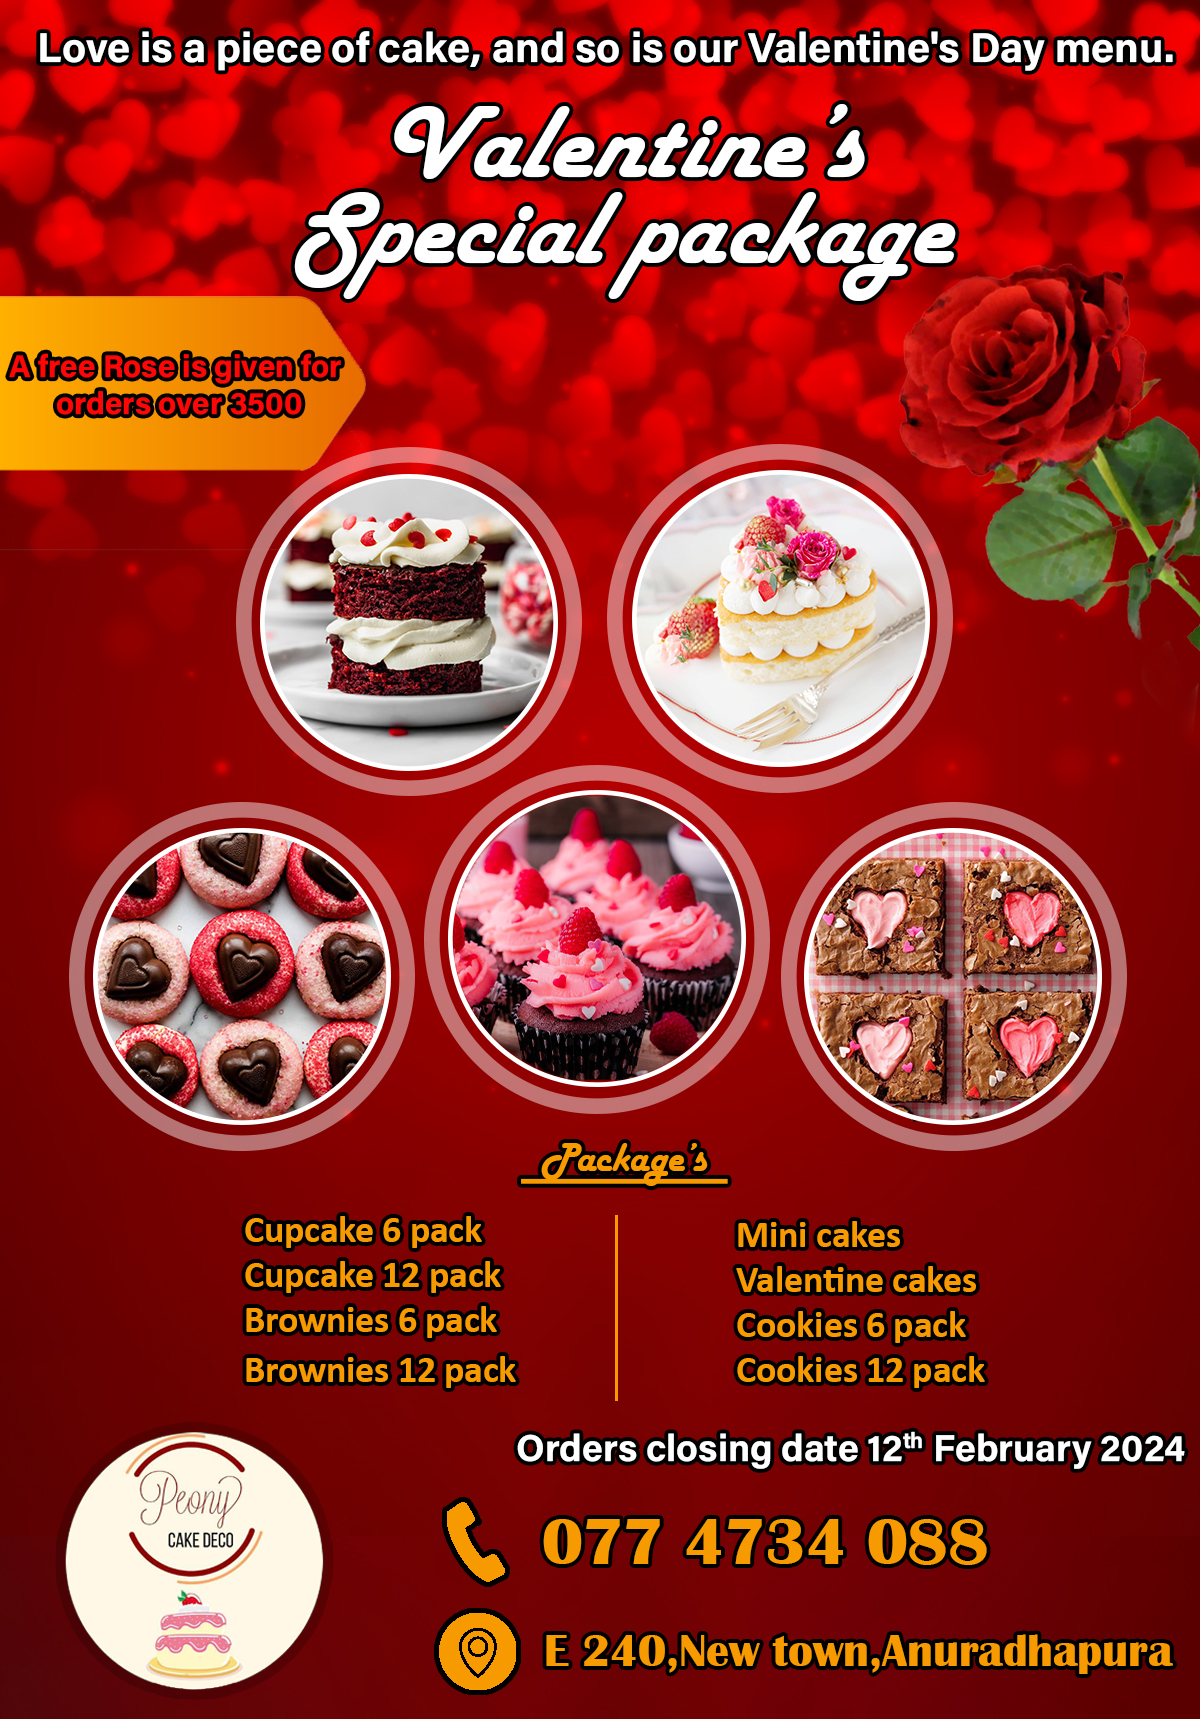 Love is a piece of cake, and so is our Valentine's Day menu.
Valentine's
Special package
A free Rose is given for
orders over 3500
Package's
Cupcake 6 pack
Cupcake 12 pack
Brownies 6 pack
Brownies 12 pack
Mini cakes
Valentine cakes
Cookies 6 pack
Cookies 12 pack
Orders closing date 12th February 2024
Peony
CAKE DECO
077 4734 088
E 240,New town,Anuradhapura